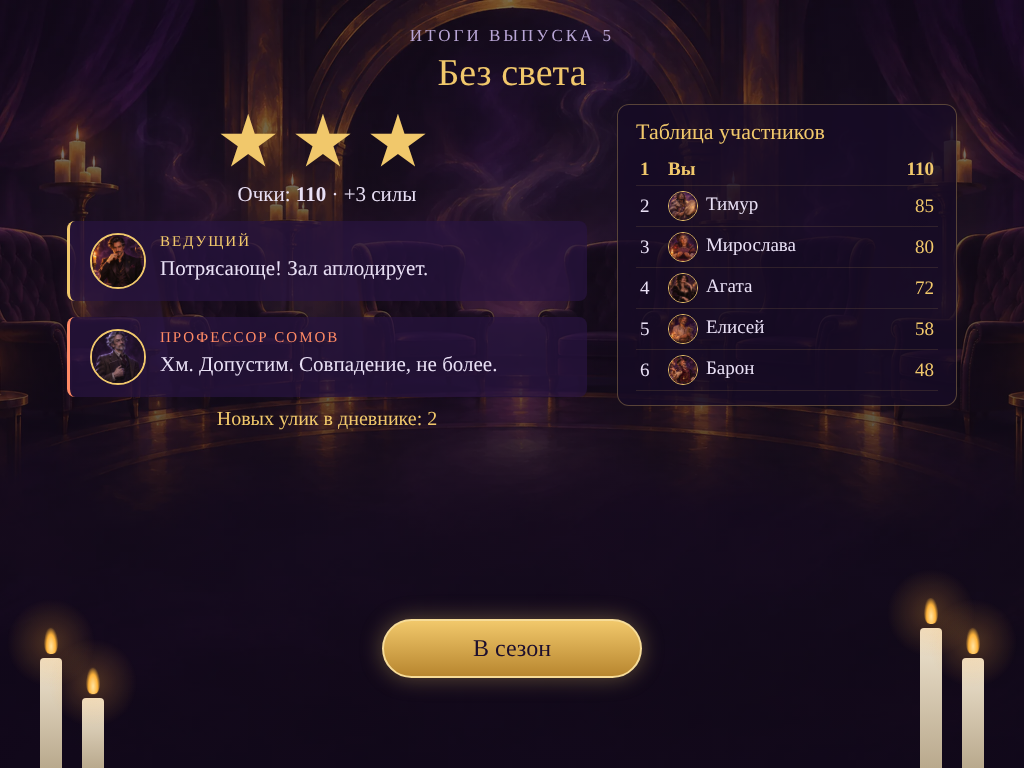 ИТОГИ ВЫПУСКА 5
Без света
Очки: 110 · +3 силы
ВЕДУЩИЙ
Потрясающе! Зал аплодирует.
ПРОФЕССОР СОМОВ
Хм. Допустим. Совпадение, не более.
Новых улик в дневнике: 2
Таблица участников
1 Вы 110
2 Тимур 85
3 Мирослава 80
4 Агата 72
5 Елисей 58
6 Барон 48
В сезон